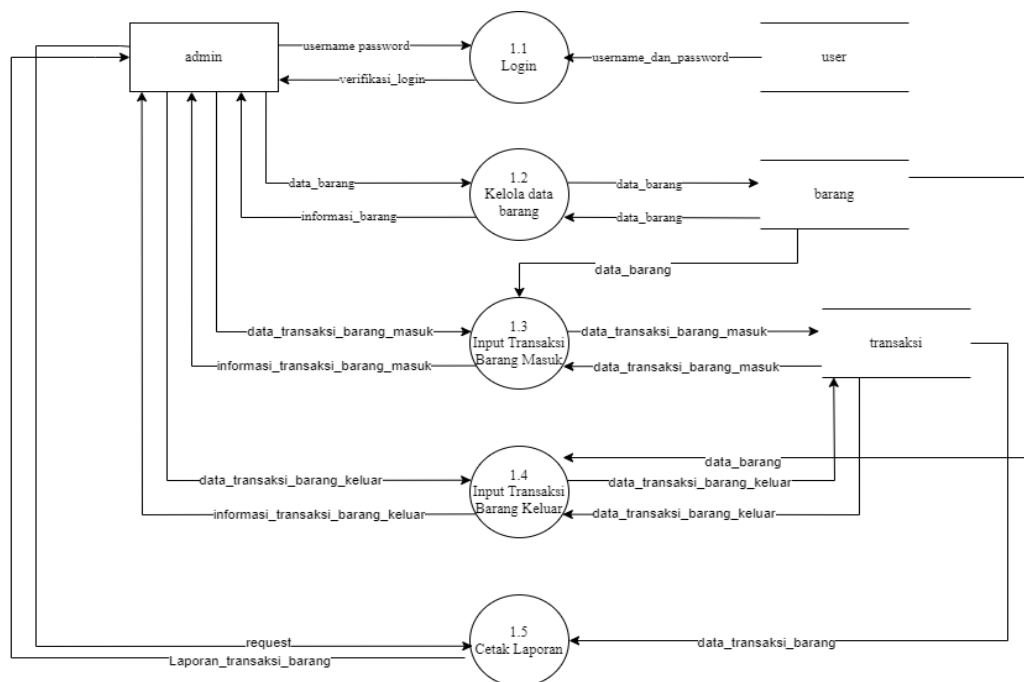 admin
username password
1.1
Login
username_dan_password
user
verifikasi_login
data_barang
1.2
Kelola data
barang
data_barang
barang
informasi_barang
data_barang
data_barang
data_transaksi_barang_masuk
1.3
Input Transaksi
Barang Masuk
data_transaksi_barang_masuk
transaksi
informasi_transaksi_barang_masuk
data_transaksi_barang_masuk
data_barang
data_transaksi_barang_keluar
1.4
Input Transaksi
Barang Keluar
data_transaksi_barang_keluar
informasi_transaksi_barang_keluar
data_transaksi_barang_keluar
request
1.5
Cetak Laporan
data_transaksi_barang
Laporan_transaksi_barang